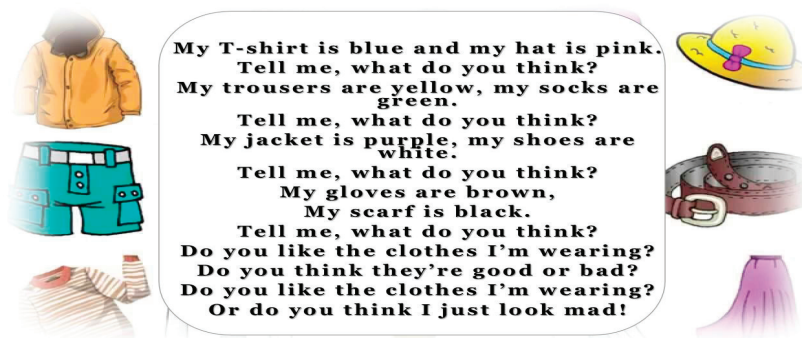 My T-shirt is blue and my hat is pink.
Tell me, what do you think?
My trousers are yellow, my socks are
green.
Tell me, what do you think?
My jacket is purple, my shoes are
white.
Tell me, what do you think?
My gloves are brown,
My scarf is black.
Tell me, what do you think?
Do you like the clothes I’m wearing?
Do you think they’re good or bad?
Do you like the clothes I’m wearing?
Or do you think I just look mad!